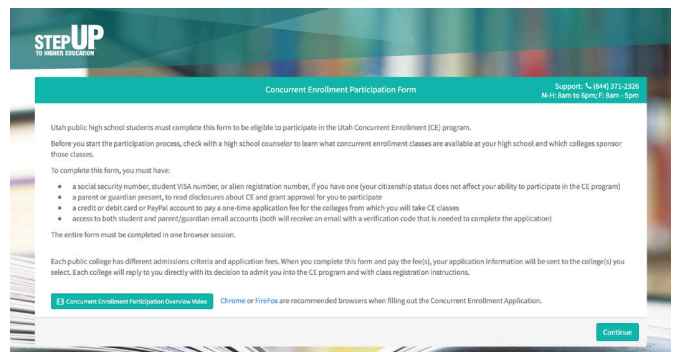 STEPUP
TO HIGHER EDUCATION
Concurrent Enrollment Participation Form
Support: (844) 371-2326
M-H: 8am to 6pm; F: 8am - 5pm
Utah public high school students must complete this form to be eligible to participate in the Utah Concurrent Enrollment (CE) program.
Before you start the participation process, check with a high school counselor to learn what concurrent enrollment classes are available at your high school and which colleges sponsor
those classes.
To complete this form, you must have:
• a social security number, student VISA number, or alien registration number, if you have one (your citizenship status does not affect your ability to participate in the CE program)
• a parent or guardian present, to read disclosures about CE and grant approval for you to participate
• a credit or debit card or PayPal account to pay a one-time application fee for the colleges from which you will take CE classes
• access to both student and parent/guardian email accounts (both will receive an email with a verification code that is needed to complete the application)
The entire form must be completed in one browser session.
Each public college has different admissions criteria and application fees. When you complete this form and pay the fee(s), your application information will be sent to the college(s) you
select. Each college will reply to you directly with its decision to admit you into the CE program and with class registration instructions.
Concurrent Enrollment Participation Overview Video
Chrome or FireFox are recommended browsers when filling out the Concurrent Enrollment Application.
Continue